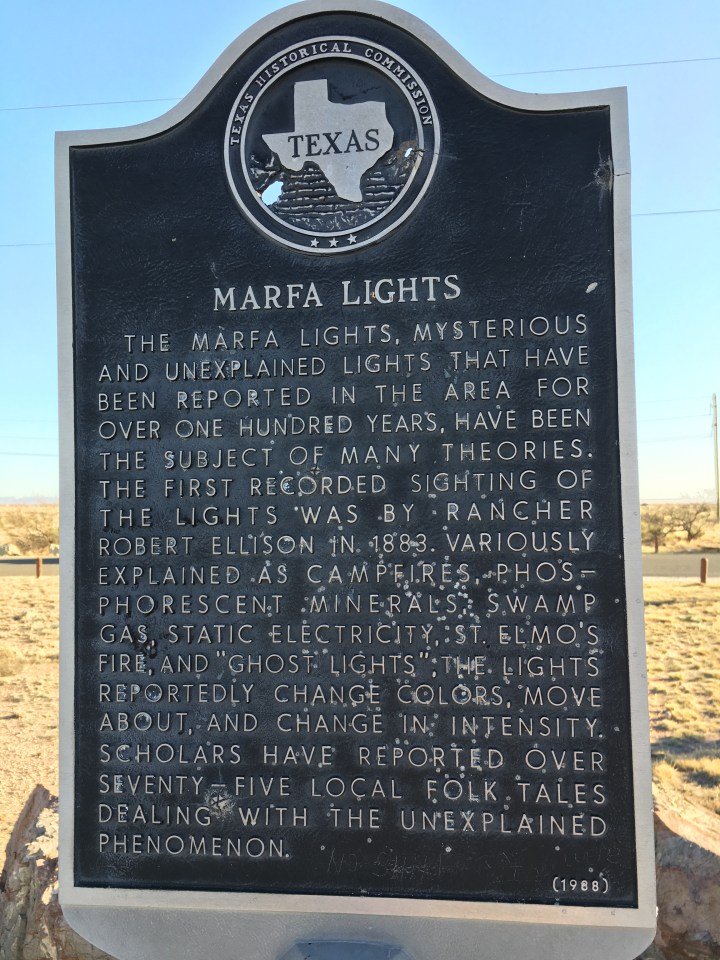 TEXAS HISTORICAL COMMISSION
TEXAS
MARFA LIGHTS
THE MARFA LIGHTS, MYSTERIOUS
AND UNEXPLAINED LIGHTS THAT HAVE
BEEN REPORTED IN THE AREA FOR
OVER ONE HUNDRED YEARS, HAVE BEEN
THE SUBJECT OF MANY THEORIES.
THE FIRST RECORDED SIGHTING OF
THE LIGHTS WAS BY RANCHER
ROBERT ELLISON IN 1883. VARIOUSLY
EXPLAINED AS CAMPFIRES, PHOS-
PHORESCENT MINERALS, SWAMP
GAS, STATIC ELECTRICITY, ST. ELMO'S
FIRE, AND "GHOST LIGHTS", THE LIGHTS
REPORTEDLY CHANGE COLORS, MOVE
ABOUT, AND CHANGE IN INTENSITY.
SCHOLARS HAVE REPORTED OVER
SEVENTY-FIVE LOCAL FOLK TALES
DEALING WITH THE UNEXPLAINED
PHENOMENON.
(1988)